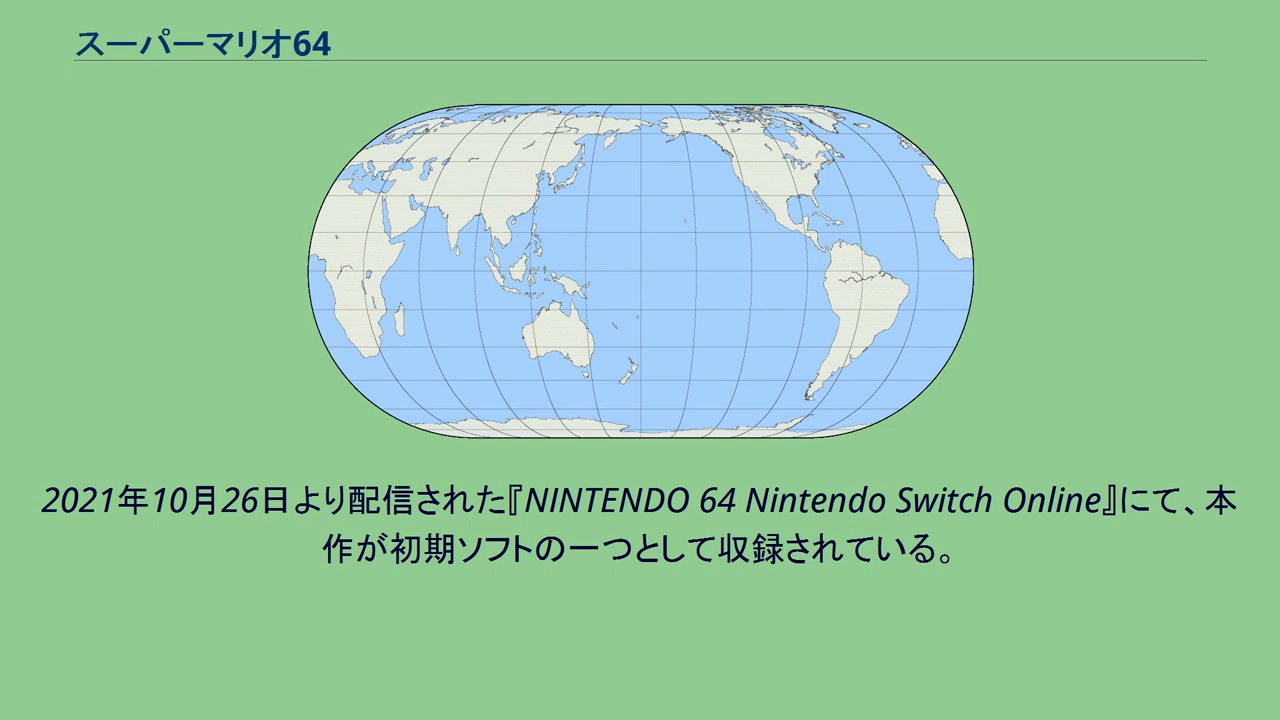 スーパーマリオ64
2021年10月26日より配信された『NINTENDO 64 Nintendo Switch Online』にて、本
作が初期ソフトの一つとして収録されている。